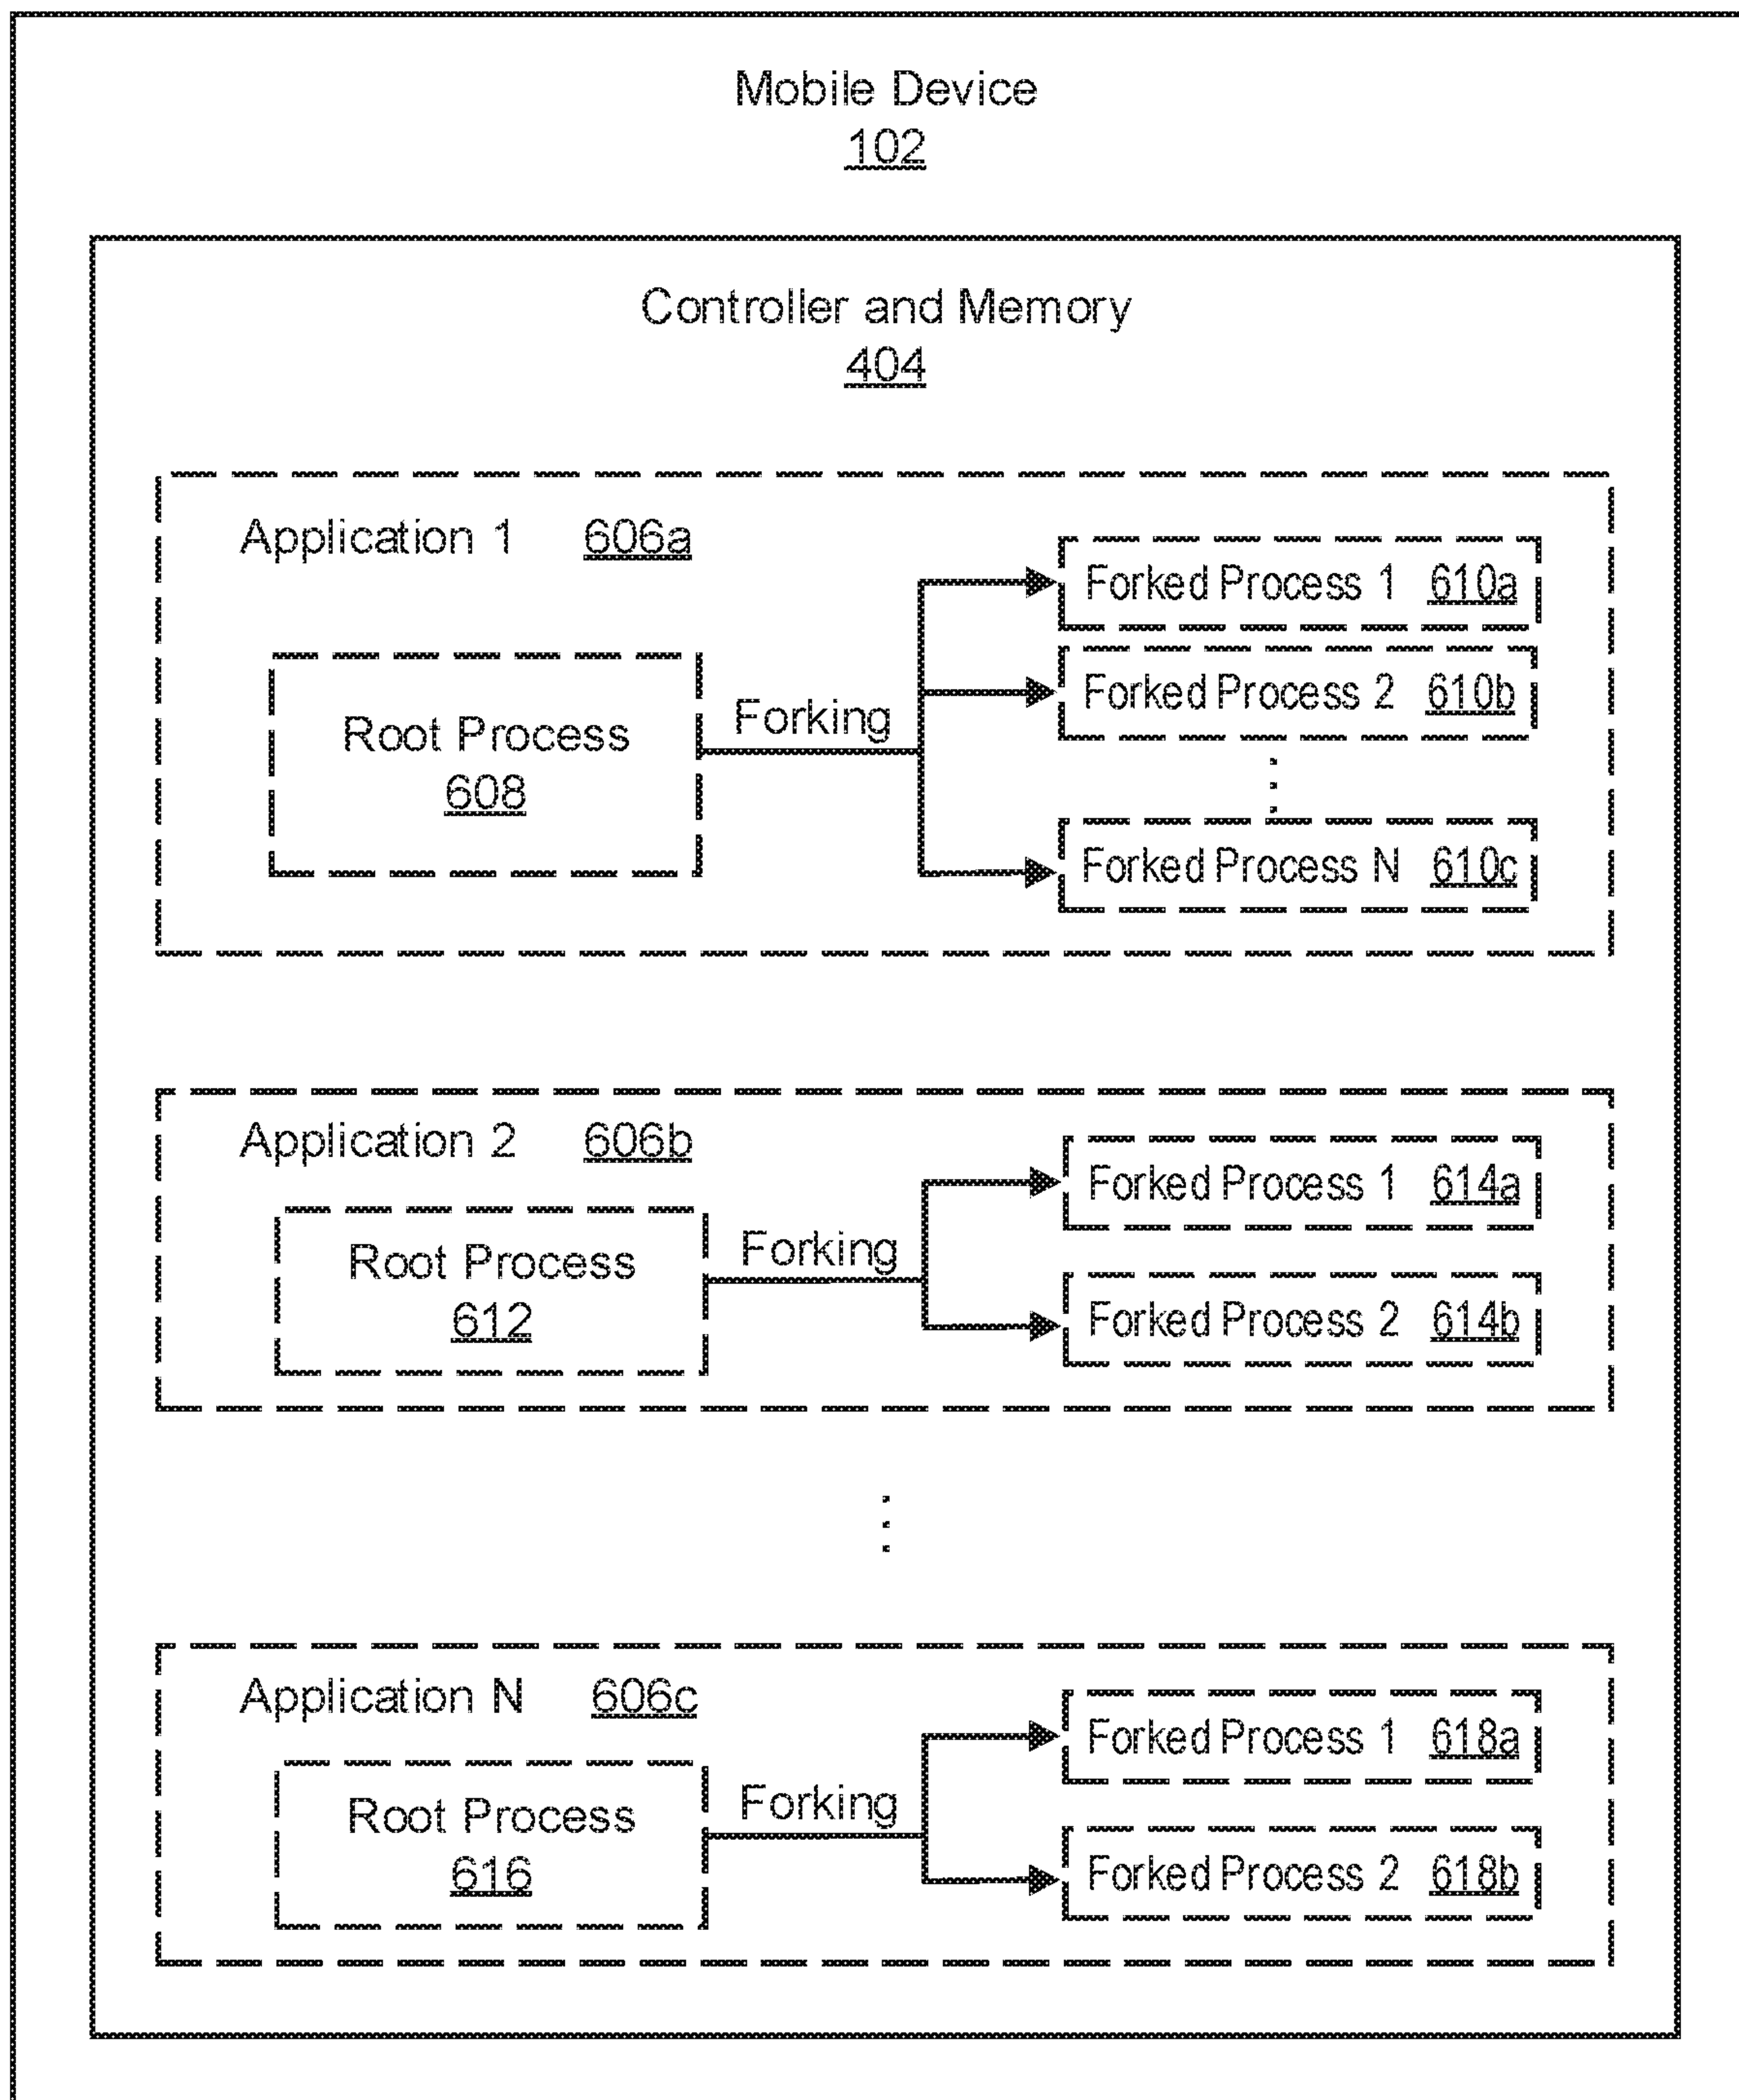 Mobile Device
102
Controller and Memory
404
Application 1 606a
Forked Process 1 610a
Forked Process 2 610b
Forking
Root Process
608
Forked Process N 610c
Application 2 606b
Forked Process 1 614a
Forking
Root Process
612
Forked Process 2 614b
Application N 606c
Forked Process 1 618a
Forking
Root Process
616
Forked Process 2 618b